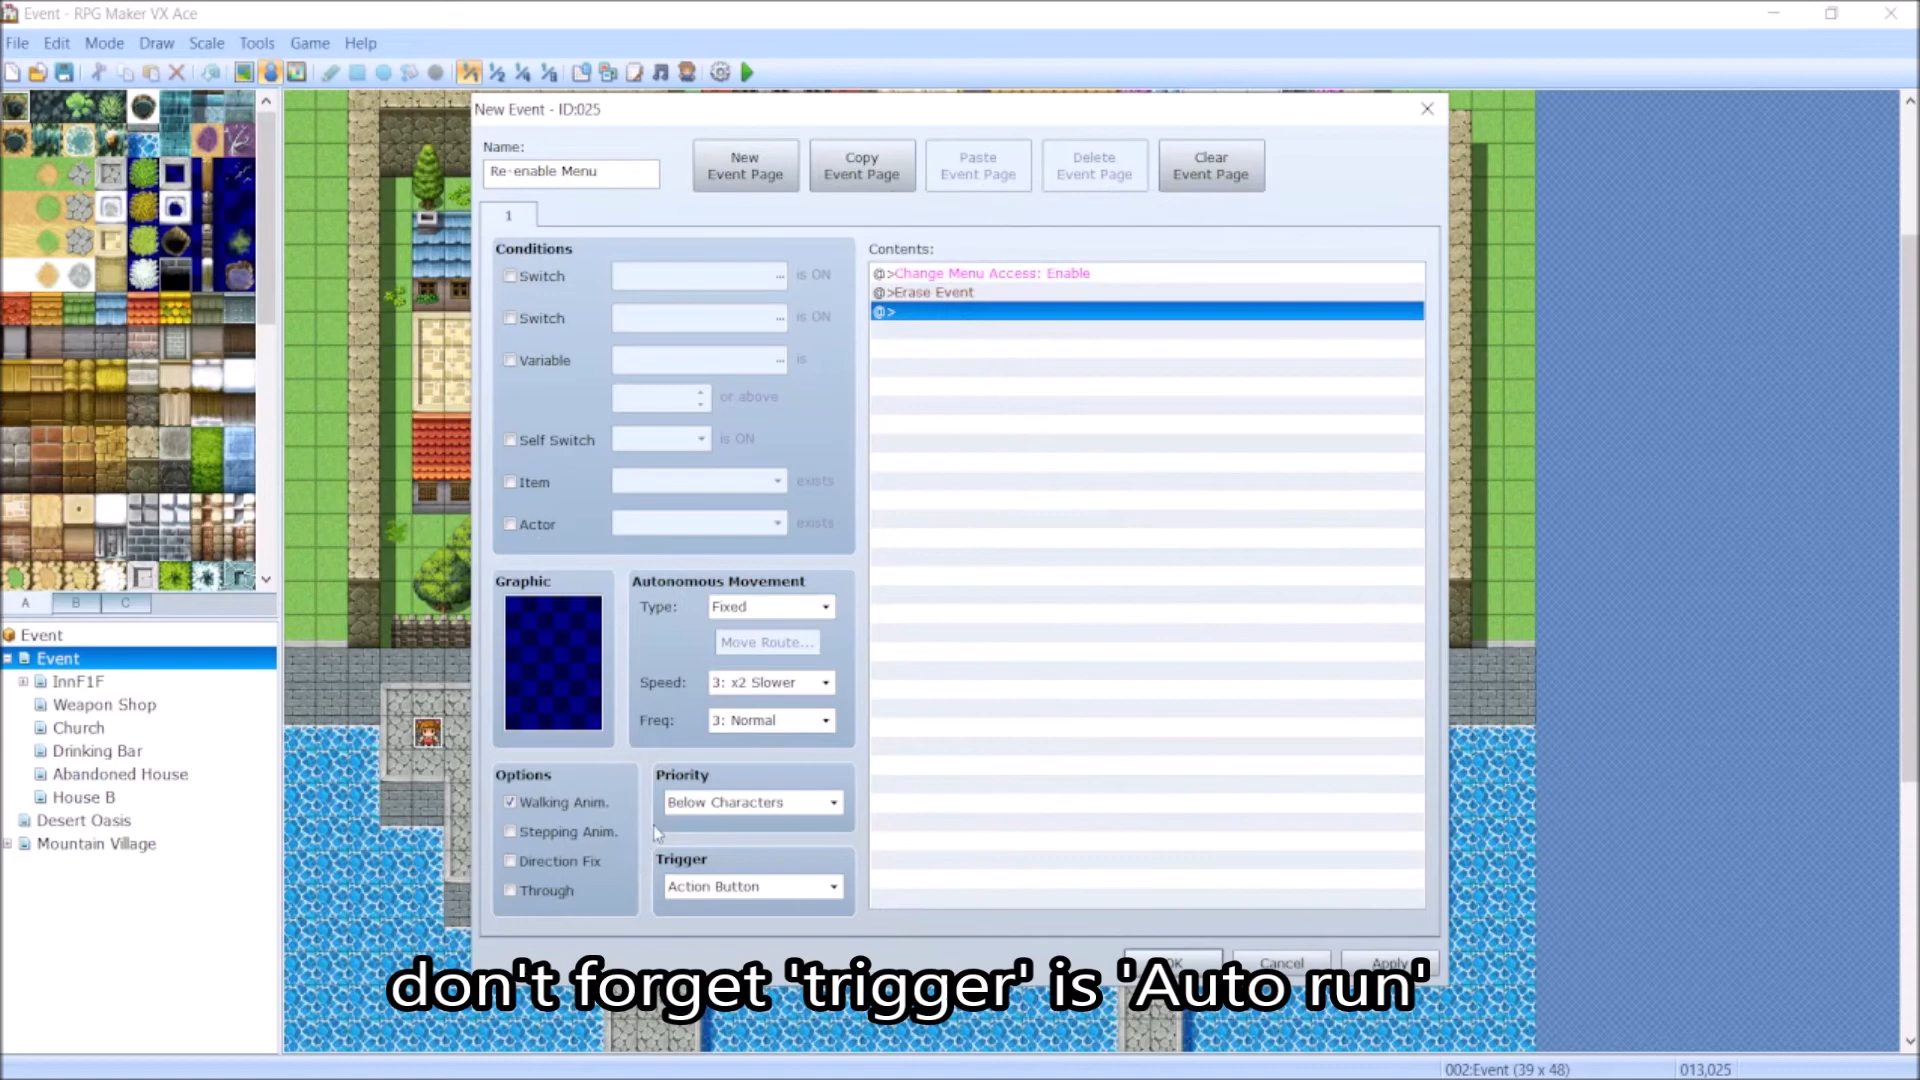 Event - RPG Maker VX Ace
File Edit Mode Draw Scale Tools Game Help
New Event - ID:025
Name:
Re-enable Menu
New Event Page
Copy Event Page
Paste Event Page
Delete Event Page
Clear Event Page
1
Conditions
Switch ... is ON
Switch ... is ON
Variable ... is
or above
Self Switch is ON
Item exists
Actor exists
Graphic
Autonomous Movement
Type: Fixed
Move Route...
Speed: 3: x2 Slower
Freq: 3: Normal
Options
Walking Anim.
Stepping Anim.
Direction Fix
Through
Priority
Below Characters
Trigger
Action Button
Contents:
@>Change Menu Access: Enable
@>Erase Event
@>
OK Cancel Apply
A B C
Event
Event
InnF1F
Weapon Shop
Church
Drinking Bar
Abandoned House
House B
Desert Oasis
Mountain Village
don't forget 'trigger' is 'Auto run'
002:Event (39 x 48) 013,025